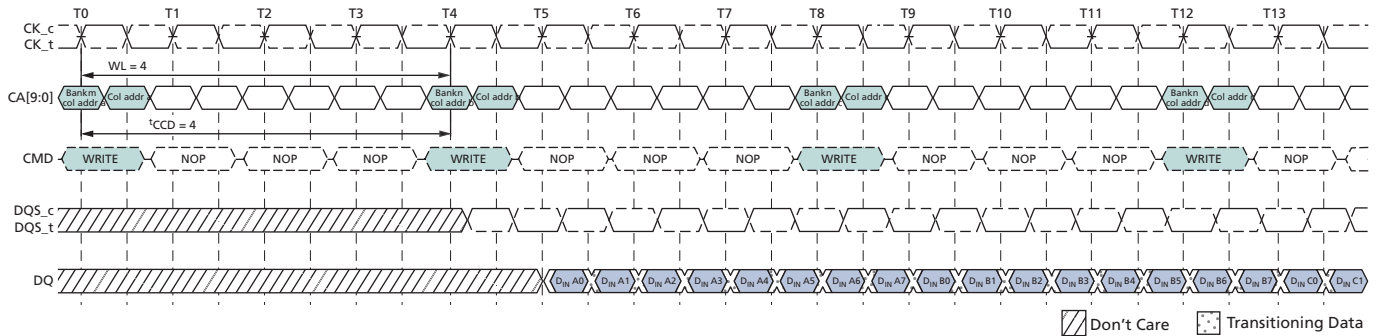 T0 T1 T2 T3 T4 T5 T6 T7 T8 T9 T10 T11 T12 T13
CK_c
CK_t
WL = 4
CA[9:0]
Bankm col addr a Col addr a Bankn col addr b Col addr b Bankn col addr c Col addr c Bankn col addr d Col addr d
tCCD = 4
CMD WRITE NOP NOP NOP WRITE NOP NOP NOP WRITE NOP NOP NOP WRITE NOP
DQS_c
DQS_t
DQ DIN A0 DIN A1 DIN A2 DIN A3 DIN A4 DIN A5 DIN A6 DIN A7 DIN B0 DIN B1 DIN B2 DIN B3 DIN B4 DIN B5 DIN B6 DIN B7 DIN C0 DIN C1
Don't Care Transitioning Data